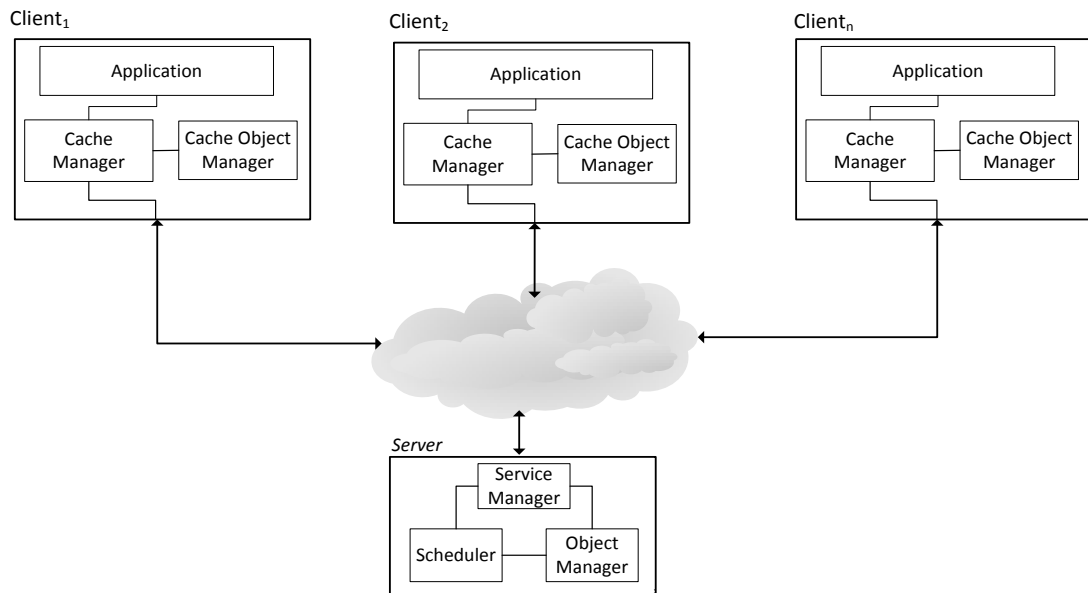 Client1
Client2
Clientn
Application
Application
Application
Cache
Manager
Cache Object
Manager
Cache
Manager
Cache Object
Manager
Cache
Manager
Cache Object
Manager
Server
Service
Manager
Scheduler
Object
Manager